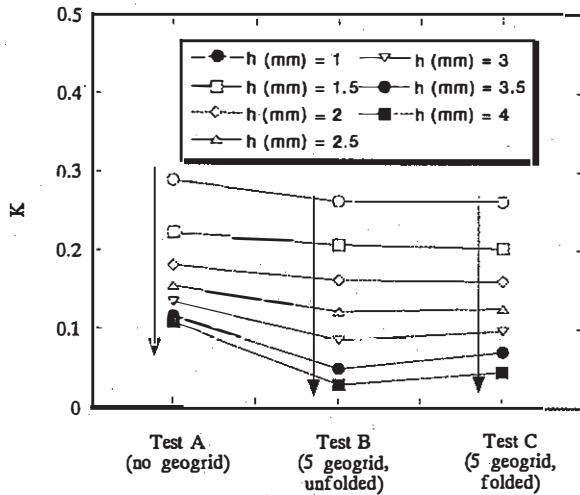 0.5
0.4
0.3
0.2
0.1
0
K
h (mm) = 1
h (mm) = 1.5
h (mm) = 2
h (mm) = 2.5
h (mm) = 3
h (mm) = 3.5
h (mm) = 4
Test A
(no geogrid)
Test B
(5 geogrid,
unfolded)
Test C
(5 geogrid,
folded)